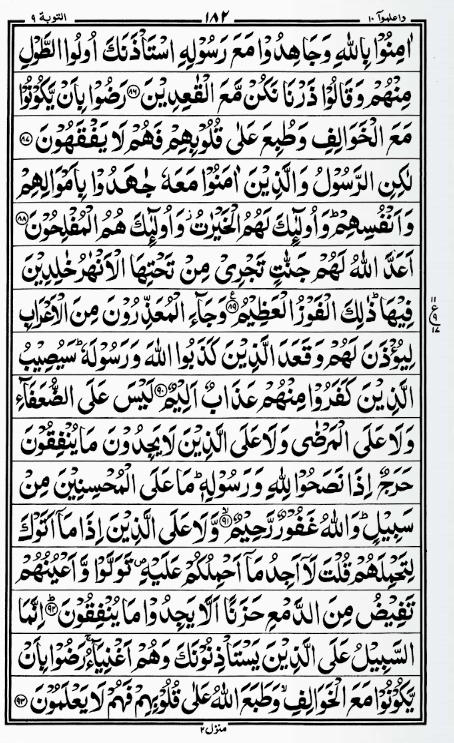 واعلموآ ١٠ ١٨٢ التوبة ٩
اٰمِنُوْا بِاللّٰهِ وَجَاهِدُوْا مَعَ رَسُوْلِهِ اسْتَاْذَنَكَ اُولُوا الطَّوْلِ
مِنْهُمْ وَقَالُوْا ذَرْنَا نَكُنْ مَّعَ الْقٰعِدِيْنَ ﴿٨٦﴾ رَضُوْا بِاَنْ يَّكُوْنُوْا
مَعَ الْخَوَالِفِ وَطُبِعَ عَلٰى قُلُوْبِهِمْ فَهُمْ لَا يَفْقَهُوْنَ ﴿٨٧﴾
لٰكِنِ الرَّسُوْلُ وَالَّذِيْنَ اٰمَنُوْا مَعَهٗ جٰهَدُوْا بِاَمْوَالِهِمْ
وَاَنْفُسِهِمْ ؕ وَاُولٰٓئِكَ لَهُمُ الْخَيْرٰتُ ؗ وَاُولٰٓئِكَ هُمُ الْمُفْلِحُوْنَ ﴿٨٨﴾
اَعَدَّ اللّٰهُ لَهُمْ جَنّٰتٍ تَجْرِيْ مِنْ تَحْتِهَا الْاَنْهٰرُ خٰلِدِيْنَ
فِيْهَا ؕ ذٰلِكَ الْفَوْزُ الْعَظِيْمُ ﴿٨٩﴾ وَجَآءَ الْمُعَذِّرُوْنَ مِنَ الْاَعْرَابِ
لِيُؤْذَنَ لَهُمْ وَقَعَدَ الَّذِيْنَ كَذَبُوا اللّٰهَ وَرَسُوْلَهٗ ؕ سَيُصِيْبُ
الَّذِيْنَ كَفَرُوْا مِنْهُمْ عَذَابٌ اَلِيْمٌ ﴿٩٠﴾ لَيْسَ عَلَى الضُّعَفَآءِ
وَلَا عَلَى الْمَرْضٰى وَلَا عَلَى الَّذِيْنَ لَا يَجِدُوْنَ مَا يُنْفِقُوْنَ
حَرَجٌ اِذَا نَصَحُوْا لِلّٰهِ وَرَسُوْلِهٖ ؕ مَا عَلَى الْمُحْسِنِيْنَ مِنْ
سَبِيْلٍ ؕ وَاللّٰهُ غَفُوْرٌ رَّحِيْمٌ ﴿٩١﴾ وَّلَا عَلَى الَّذِيْنَ اِذَا مَاۤ اَتَوْكَ
لِتَحْمِلَهُمْ قُلْتَ لَاۤ اَجِدُ مَاۤ اَحْمِلُكُمْ عَلَيْهِ ۪ تَوَلَّوْا وَّاَعْيُنُهُمْ
تَفِيْضُ مِنَ الدَّمْعِ حَزَنًا اَلَّا يَجِدُوْا مَا يُنْفِقُوْنَ ﴿٩٢﴾ اِنَّمَا
السَّبِيْلُ عَلَى الَّذِيْنَ يَسْتَاْذِنُوْنَكَ وَهُمْ اَغْنِيَآءُ ۚ رَضُوْا بِاَنْ
يَّكُوْنُوْا مَعَ الْخَوَالِفِ ۙ وَطَبَعَ اللّٰهُ عَلٰى قُلُوْبِهِمْ فَهُمْ لَا يَعْلَمُوْنَ ﴿٩٣﴾
منزل ٢
١١
ع
٩
١٧